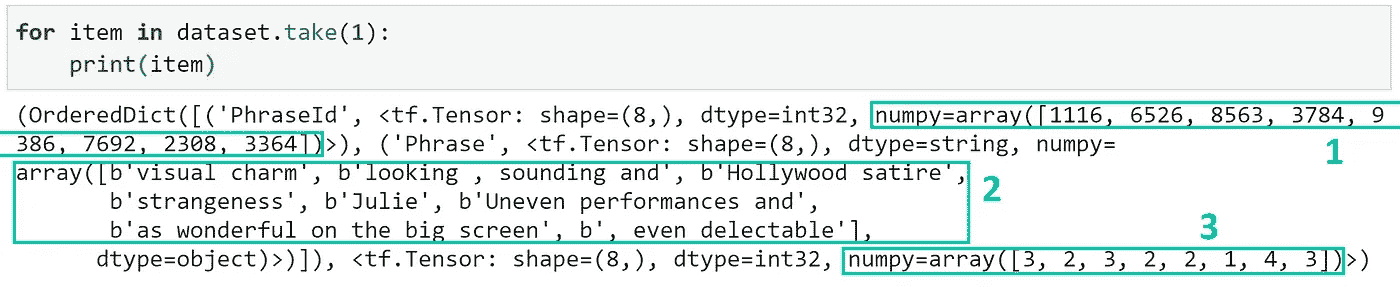 for item in dataset.take(1):
    print(item)
(OrderedDict([('PhraseId', <tf.Tensor: shape=(8,), dtype=int32, numpy=array([1116, 6526, 8563, 3784, 9
386, 7692, 2308, 3364])>), ('Phrase', <tf.Tensor: shape=(8,), dtype=string, numpy=
1
array([b'visual charm', b'looking , sounding and', b'Hollywood satire',
       b'strangeness', b'Julie', b'Uneven performances and',
2
       b'as wonderful on the big screen', b', even delectable'],
3
      dtype=object)>)]), <tf.Tensor: shape=(8,), dtype=int32, numpy=array([3, 2, 3, 2, 2, 1, 4, 3])>)